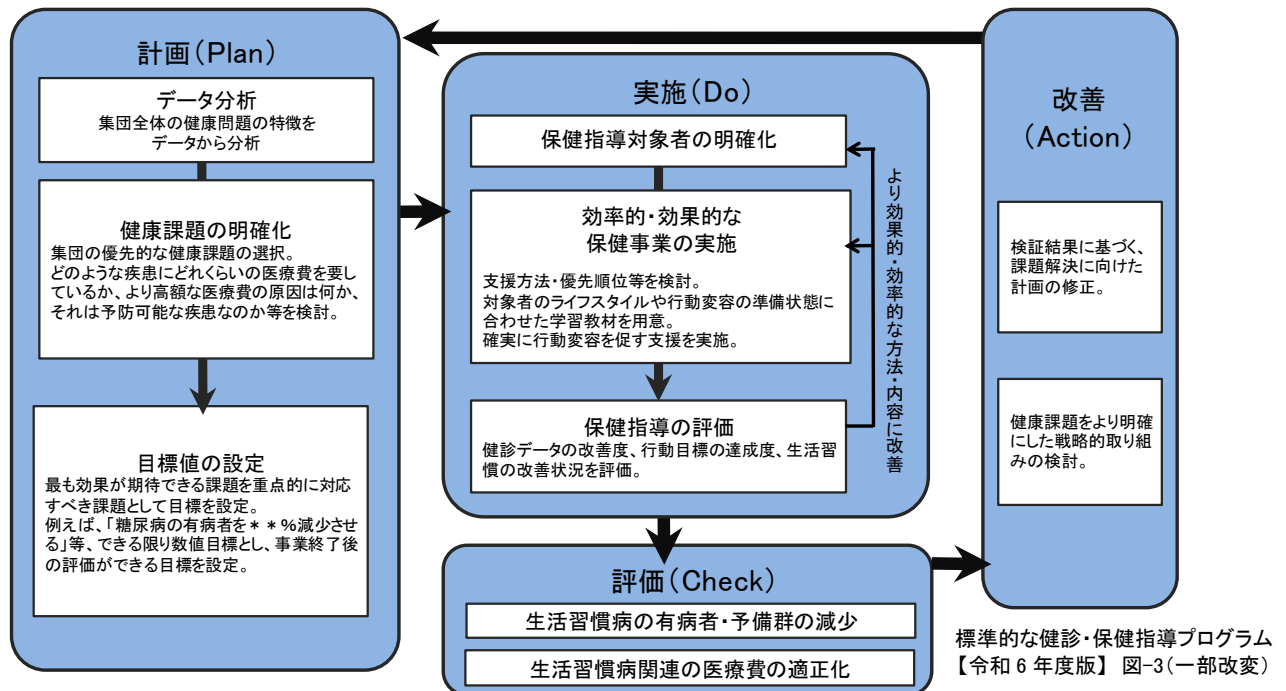 計画(Plan)
データ分析
集団全体の健康問題の特徴を
データから分析
健康課題の明確化
集団の優先的な健康課題の選択。
どのような疾患にどれくらいの医療費を要し
ているか、より高額な医療費の原因は何か、
それは予防可能な疾患なのか等を検討。
目標値の設定
最も効果が期待できる課題を重点的に対応
すべき課題として目標を設定。
例えば、「糖尿病の有病者を**%減少させ
る」等、できる限り数値目標とし、事業終了後
の評価ができる目標を設定。
実施(Do)
保健指導対象者の明確化
効率的・効果的な
保健事業の実施
支援方法・優先順位等を検討。
対象者のライフスタイルや行動変容の準備状態に
合わせた学習教材を用意。
確実に行動変容を促す支援を実施。
保健指導の評価
健診データの改善度、行動目標の達成度、生活習
慣の改善状況を評価。
より効果的・効率的な方法・内容に改善
評価(Check)
生活習慣病の有病者・予備群の減少
生活習慣病関連の医療費の適正化
改善
(Action)
検証結果に基づく、
課題解決に向けた
計画の修正。
健康課題をより明確
にした戦略的取り組
みの検討。
標準的な健診・保健指導プログラム
【令和6年度版】 図-3(一部改変)